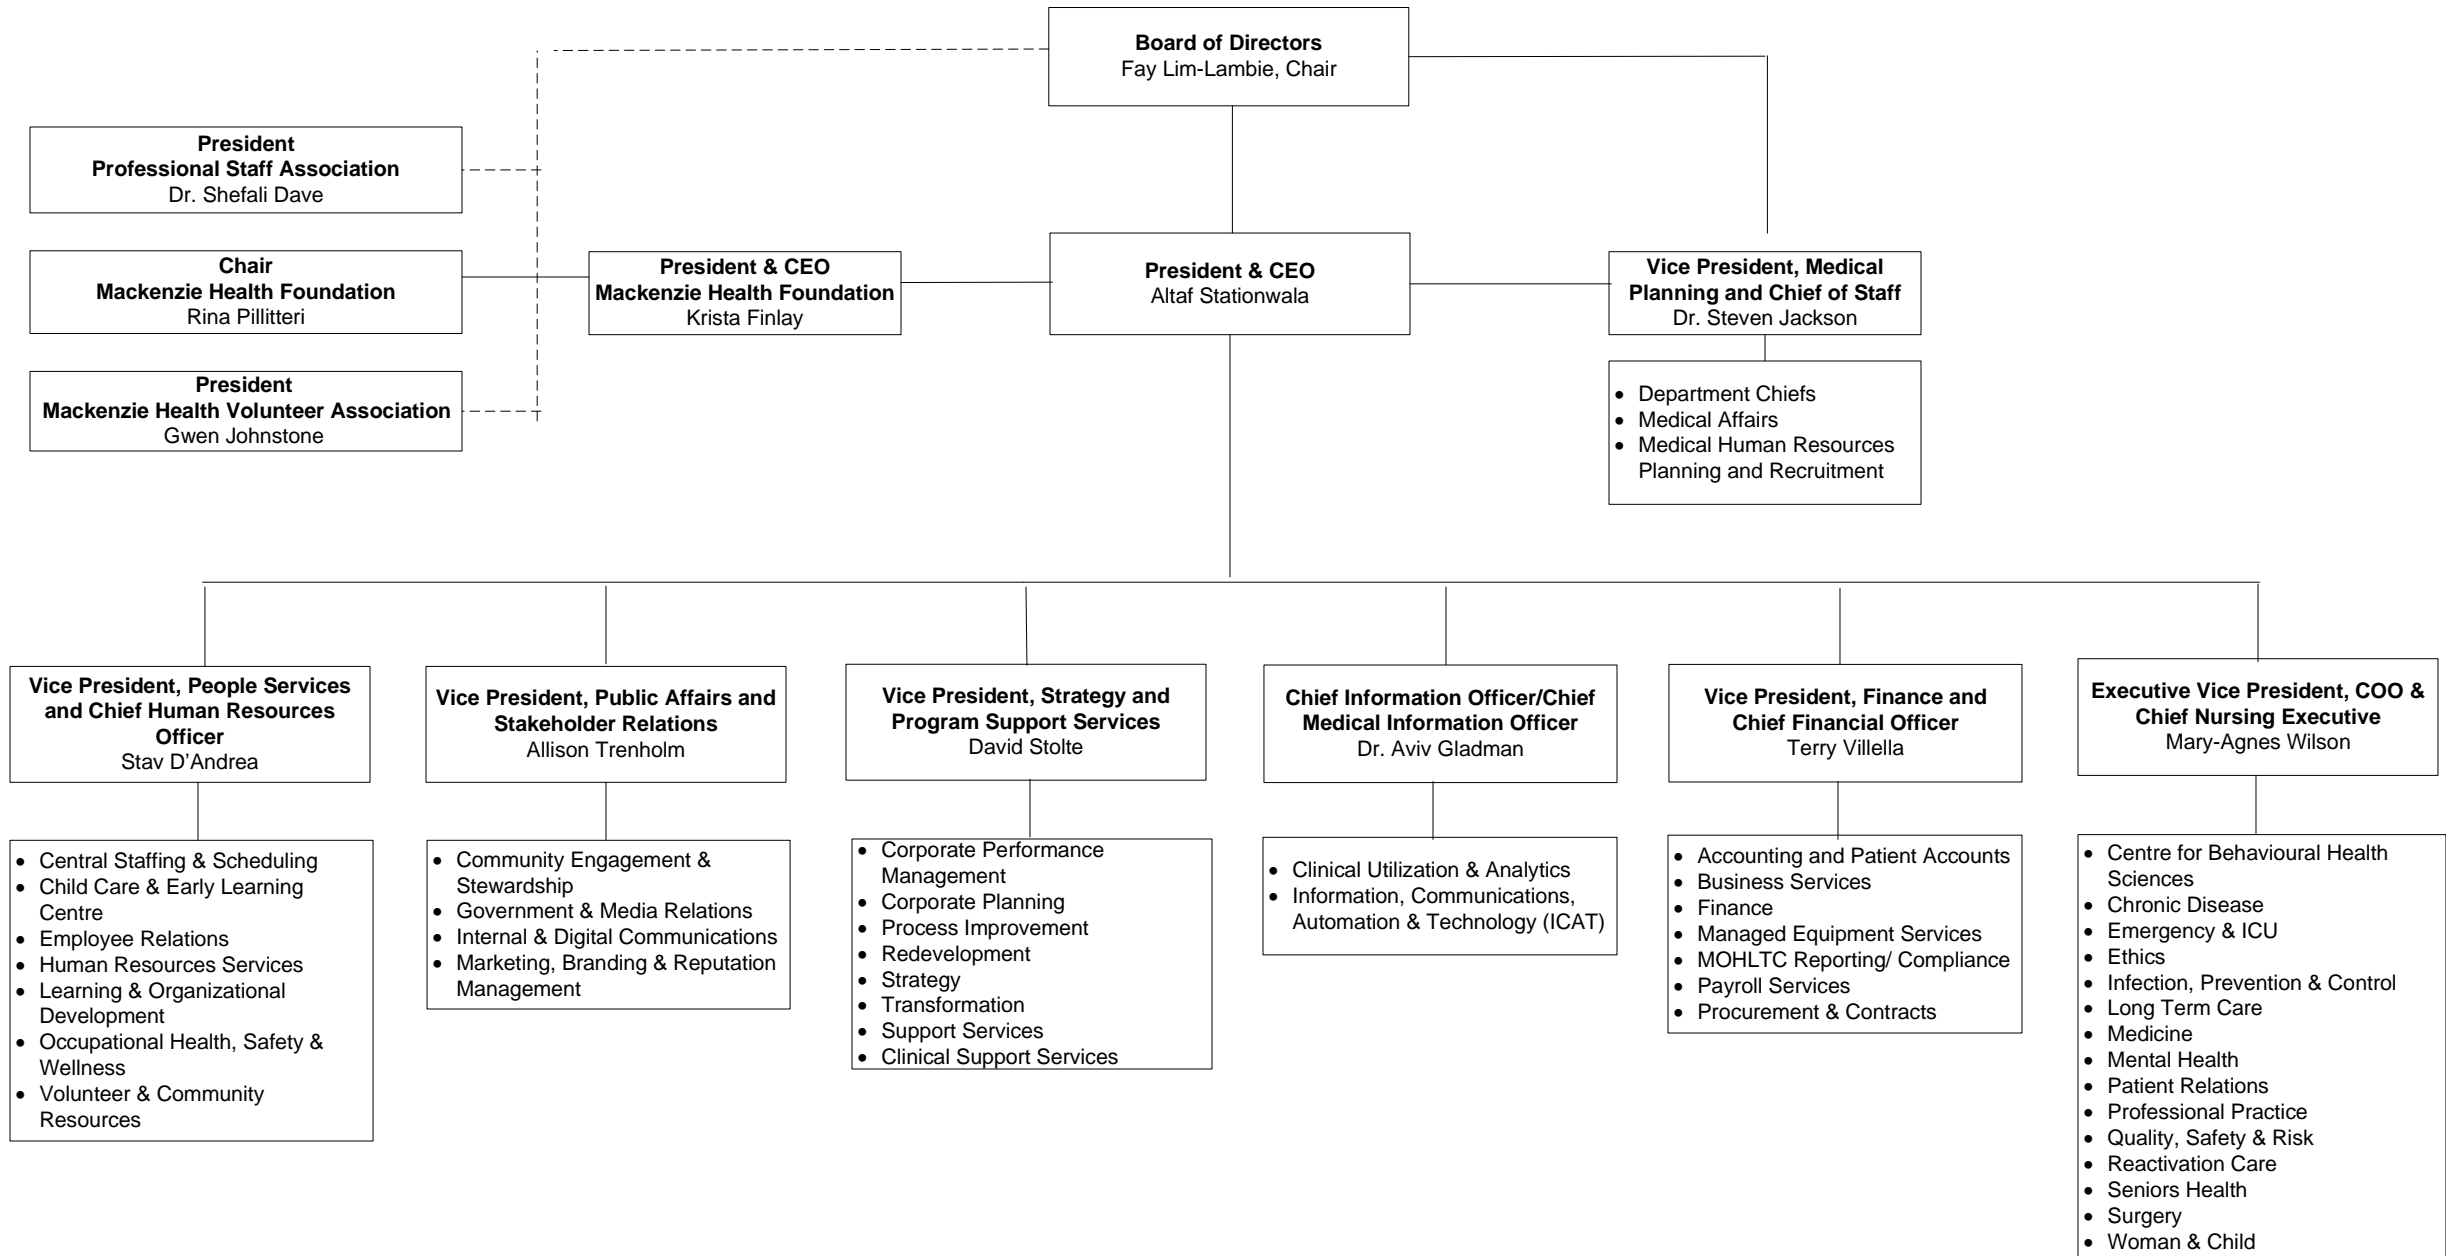 Board of Directors
Fay Lim-Lambie, Chair
President
Professional Staff Association
Dr. Shefali Dave
Chair
Mackenzie Health Foundation
Rina Pillitteri
President
Mackenzie Health Volunteer Association
Gwen Johnstone
President & CEO
Mackenzie Health Foundation
Krista Finlay
President & CEO
Altaf Stationwala
Vice President, Medical
Planning and Chief of Staff
Dr. Steven Jackson
• Department Chiefs
• Medical Affairs
• Medical Human Resources
Planning and Recruitment
Vice President, People Services
and Chief Human Resources
Officer
Stav D’Andrea
• Central Staffing & Scheduling
• Child Care & Early Learning
Centre
• Employee Relations
• Human Resources Services
• Learning & Organizational
Development
• Occupational Health, Safety &
Wellness
• Volunteer & Community
Resources
Vice President, Public Affairs and
Stakeholder Relations
Allison Trenholm
• Community Engagement &
Stewardship
• Government & Media Relations
• Internal & Digital Communications
• Marketing, Branding & Reputation
Management
Vice President, Strategy and
Program Support Services
David Stolte
• Corporate Performance
Management
• Corporate Planning
• Process Improvement
• Redevelopment
• Strategy
• Transformation
• Support Services
• Clinical Support Services
Chief Information Officer/Chief
Medical Information Officer
Dr. Aviv Gladman
• Clinical Utilization & Analytics
• Information, Communications,
Automation & Technology (ICAT)
Vice President, Finance and
Chief Financial Officer
Terry Villella
• Accounting and Patient Accounts
• Business Services
• Finance
• Managed Equipment Services
• MOHLTC Reporting/ Compliance
• Payroll Services
• Procurement & Contracts
Executive Vice President, COO &
Chief Nursing Executive
Mary-Agnes Wilson
• Centre for Behavioural Health
Sciences
• Chronic Disease
• Emergency & ICU
• Ethics
• Infection, Prevention & Control
• Long Term Care
• Medicine
• Mental Health
• Patient Relations
• Professional Practice
• Quality, Safety & Risk
• Reactivation Care
• Seniors Health
• Surgery
• Woman & Child